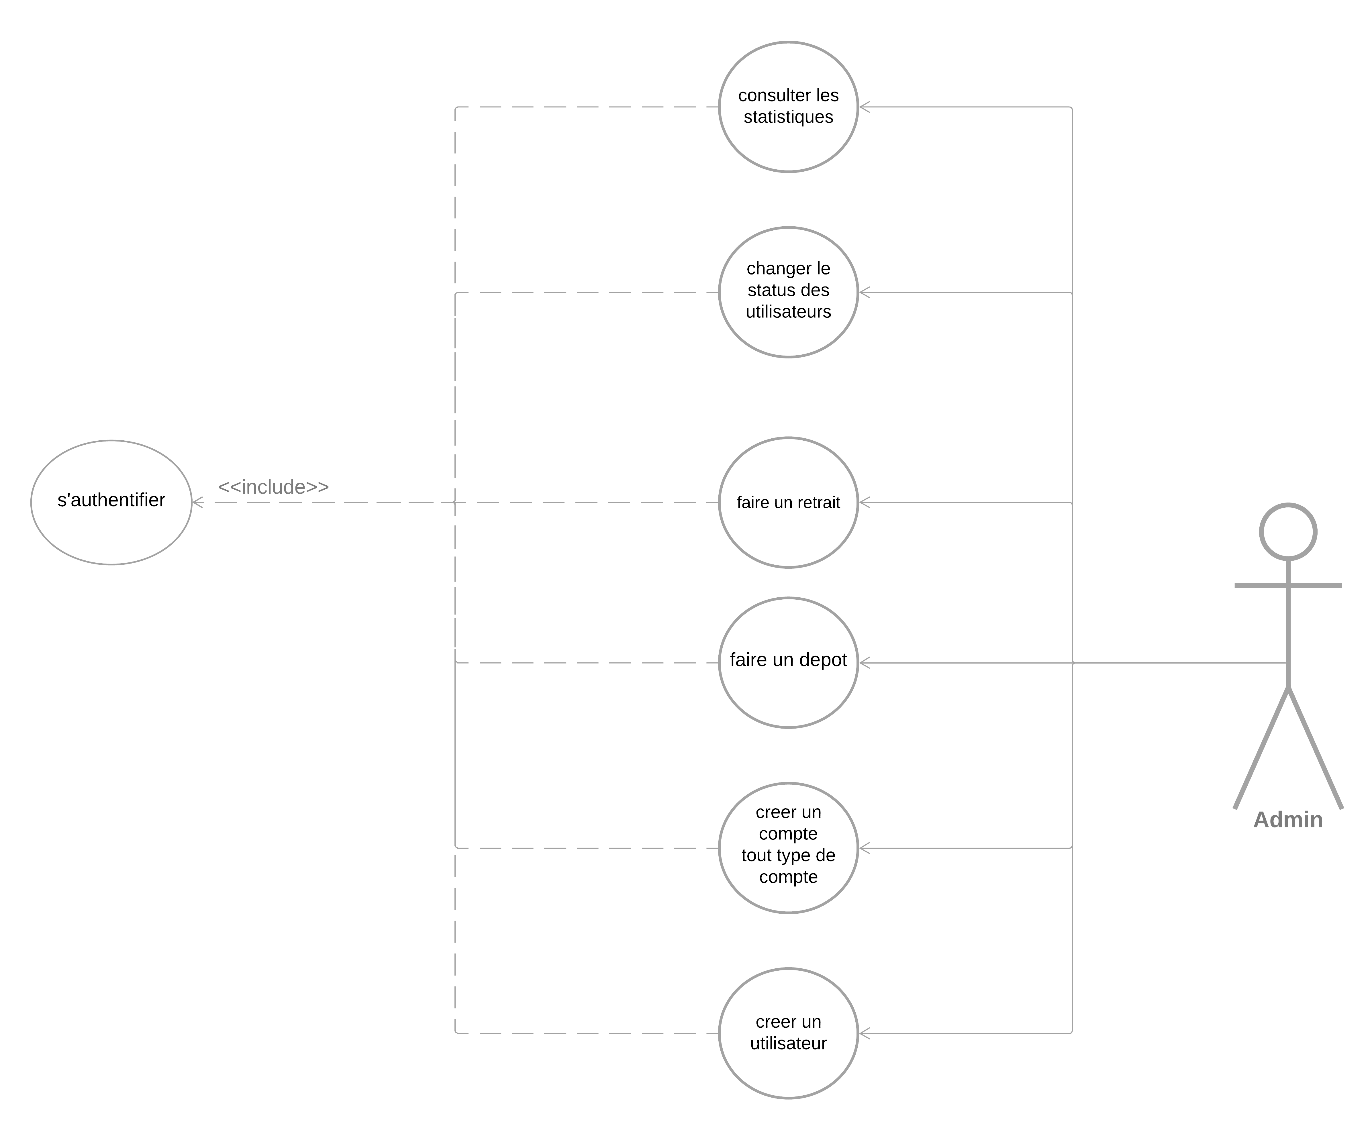 consulter les
statistiques
changer le
status des
utilisateurs
s'authentifier
<<include>>
faire un retrait
faire un depot
creer un
compte
tout type de
compte
Admin
creer un
utilisateur